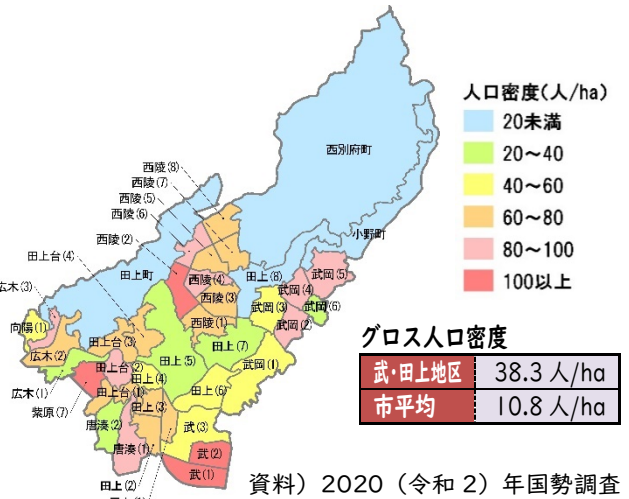 人口密度(人/ha)
20未満
20～40
40～60
60～80
80～100
100以上
西別府町
小野町
西陵(8)
西陵(7)
西陵(5)
西陵(6)
西陵(2)
田上台(4)
田上町
西陵(4)
西陵(3)
西陵(1)
田上(8)
武岡(5)
武岡(4)
武岡(6)
武岡(3)
武岡(2)
広木(3)
向陽(1)
広木(2)
田上台(3)
田上(5)
田上(7)
武岡(1)
広木(1)
紫原(7)
田上台(2)
田上(4)
田上台(1)
田上(6)
田上(3)
唐湊(2)
唐湊(1)
武(3)
武(2)
武(1)
田上(2)
グロス人口密度
武・田上地区 38.3人/ha
市平均 10.8人/ha
資料）2020（令和2）年国勢調査